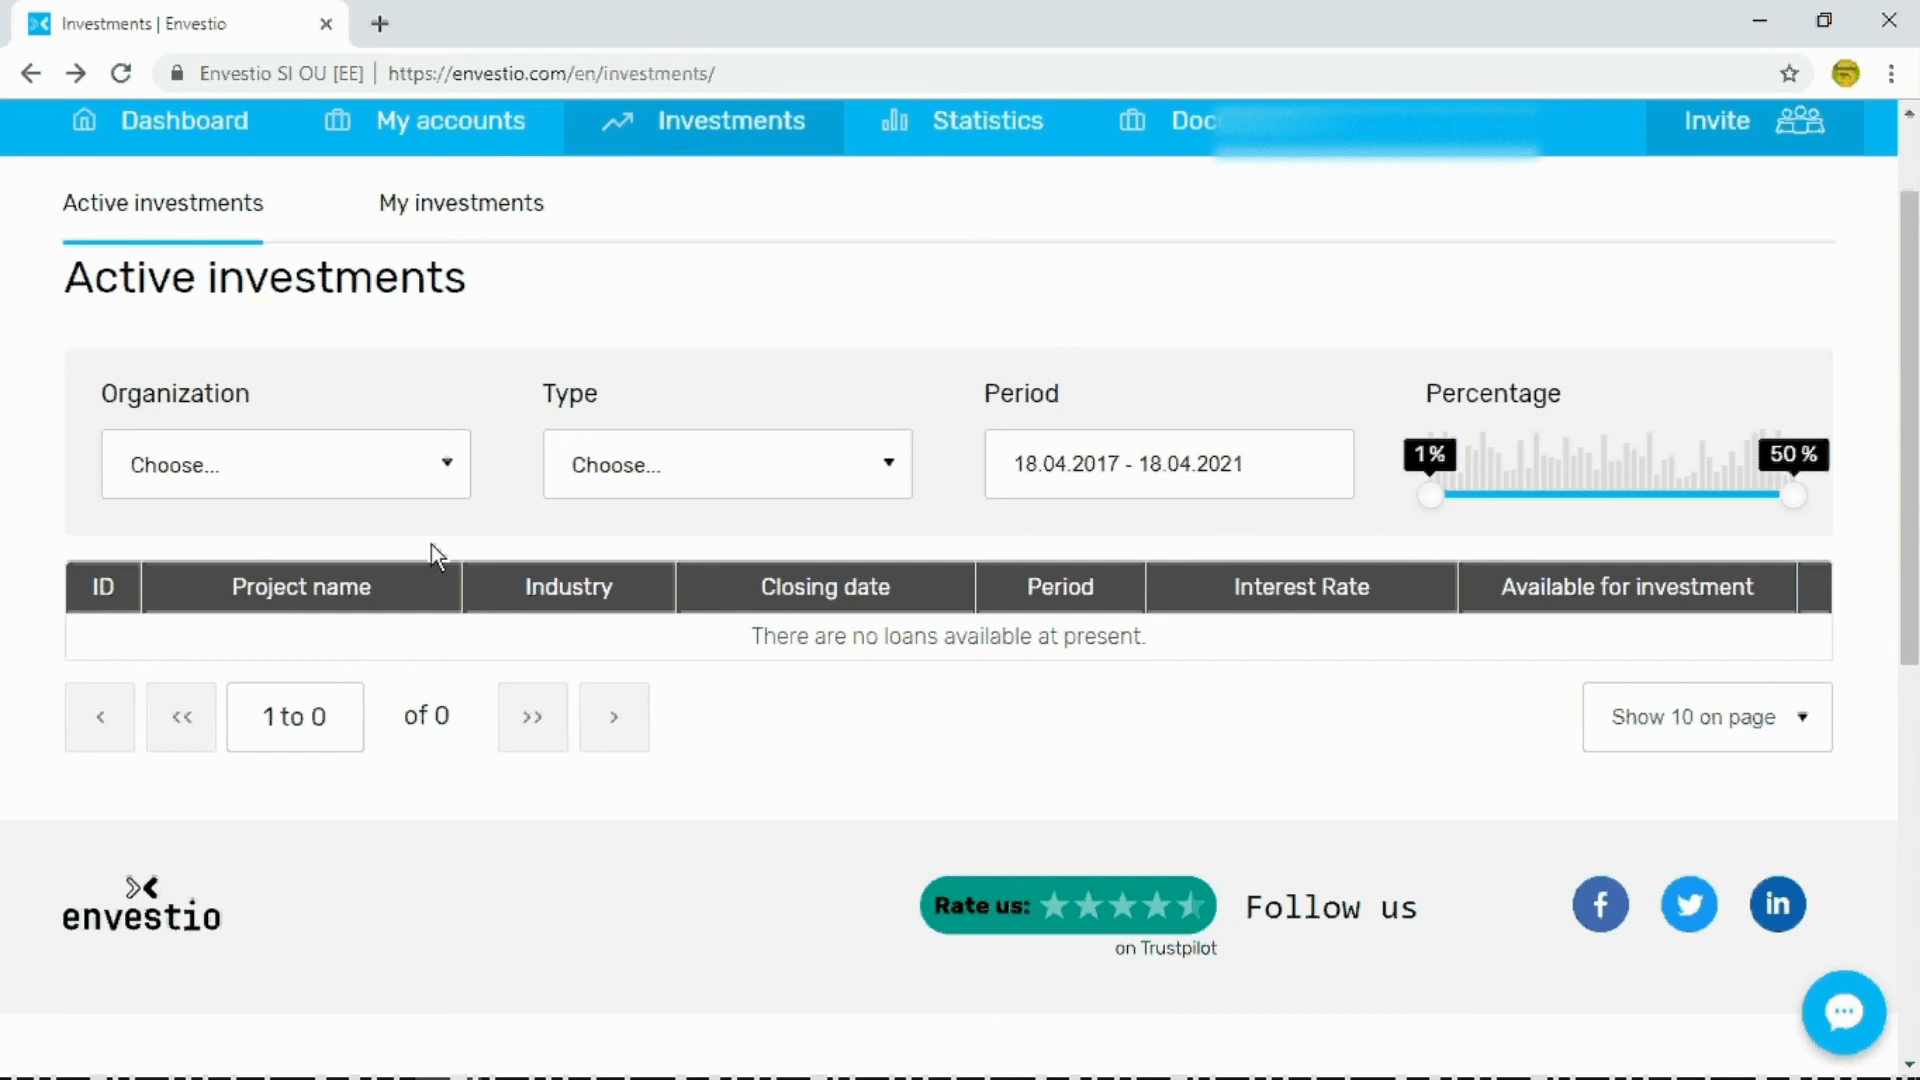 Investments | Envestio
Envestio SI OU [EE] | https://envestio.com/en/investments/
Dashboard My accounts Investments Statistics Doc Invite
Active investments My investments
Active investments
Organization Type Period Percentage
Choose... Choose... 18.04.2017 - 18.04.2021 1% 50%
ID Project name Industry Closing date Period Interest Rate Available for investment
There are no loans available at present.
< << 1 to 0 of 0 >> > Show 10 on page
envestio Rate us: Follow us f in
on Trustpilot